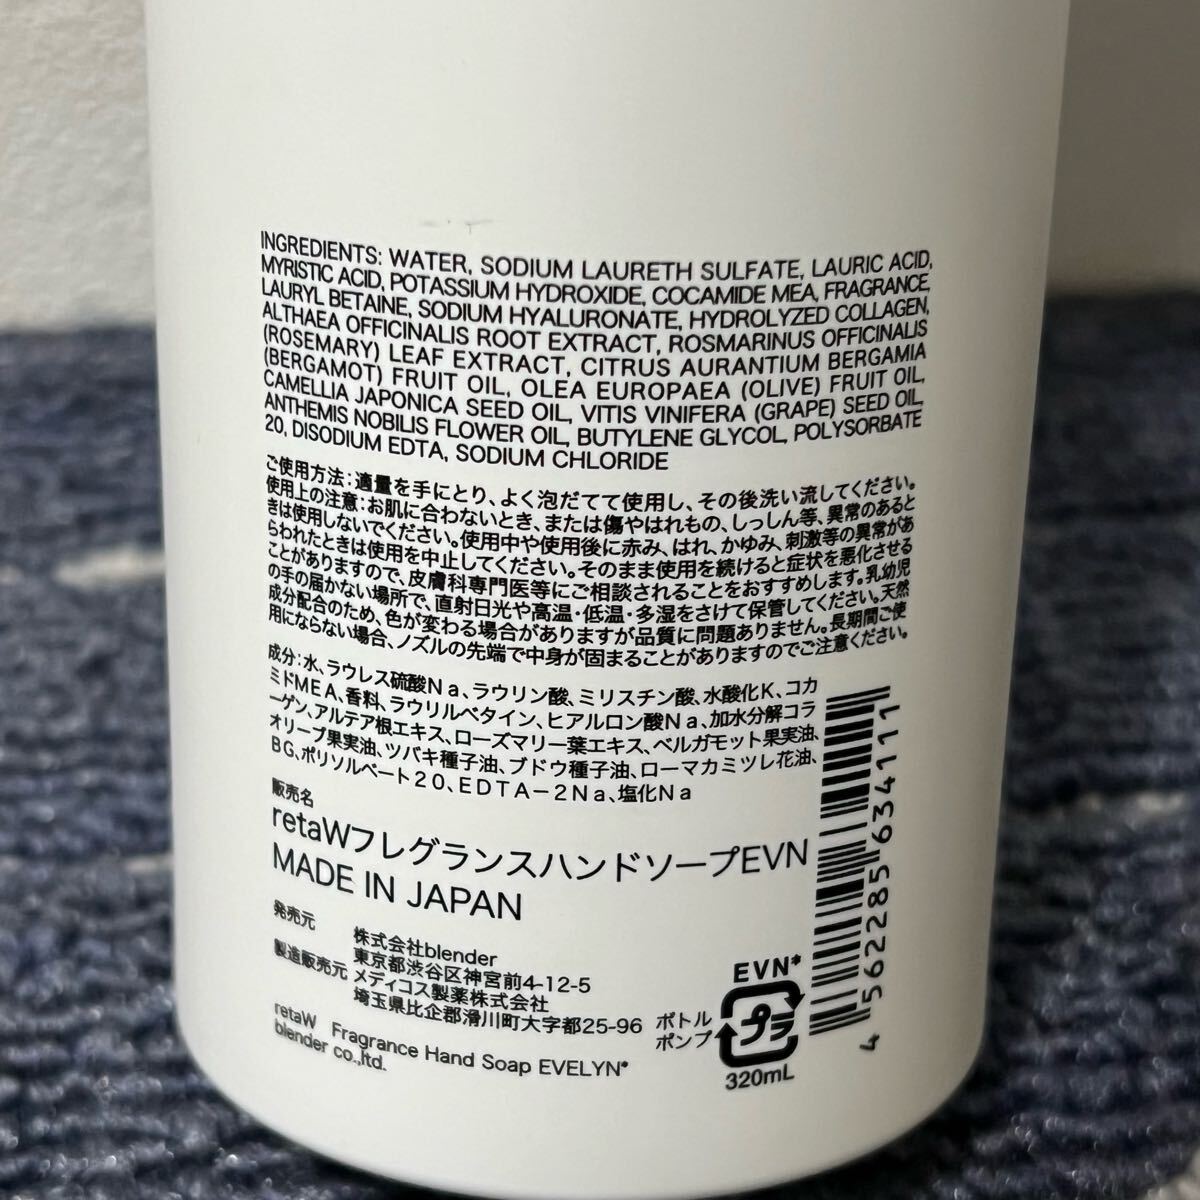 INGREDIENTS: WATER, SODIUM LAURETH SULFATE, LAURIC ACID,
MYRISTIC ACID, POTASSIUM HYDROXIDE, COCAMIDE MEA, FRAGRANCE,
LAURYL BETAINE, SODIUM HYALURONATE, HYDROLYZED COLLAGEN,
ALTHAEA OFFICINALIS ROOT EXTRACT, ROSMARINUS OFFICINALIS
(ROSEMARY) LEAF EXTRACT, CITRUS AURANTIUM BERGAMIA
(BERGAMOT) FRUIT OIL, OLEA EUROPAEA (OLIVE) FRUIT OIL,
CAMELLIA JAPONICA SEED OIL, VITIS VINIFERA (GRAPE) SEED OIL,
ANTHEMIS NOBILIS FLOWER OIL, BUTYLENE GLYCOL, POLYSORBATE
20, DISODIUM EDTA, SODIUM CHLORIDE
ご使用方法:適量を手にとり、よく泡だてて使用し、その後洗い流してください。
使用上の注意:お肌に合わないとき、または傷やはれもの、しっしん等、異常のあると
きは使用しないでください。使用中や使用後に赤み、はれ、かゆみ、刺激等の異常があ
らわれたときは使用を中止してください。そのまま使用を続けると症状を悪化させる
ことがありますので、皮膚科専門医等にご相談されることをおすすめします。乳幼児
の手の届かない場所で、直射日光や高温・低温・多湿をさけて保管してください。天然
成分配合のため、色が変わる場合がありますが品質に問題ありません。長期間ご使
用にならない場合、ノズルの先端で中身が固まることがありますのでご注意ください。
成分:水、ラウレス硫酸Na、ラウリン酸、ミリスチン酸、水酸化K、コカ
ミドMEA、香料、ラウリルベタイン、ヒアルロン酸Na、加水分解コラ
ーゲン、アルテア根エキス、ローズマリー葉エキス、ベルガモット果実油、
オリーブ果実油、ツバキ種子油、ブドウ種子油、ローマカミツレ花油、
BG、ポリソルベート20、EDTA-2Na、塩化Na
販売名
retaWフレグランスハンドソープEVN
MADE IN JAPAN
発売元 株式会社blender
東京都渋谷区神宮前4-12-5
製造販売元 メディコス製薬株式会社
埼玉県比企郡滑川町大字都25-96
retaW Fragrance Hand Soap EVELYN*
blender co.,ltd.
EVN*
ボトル
ポンプ
プラ
320mL
4562285634111